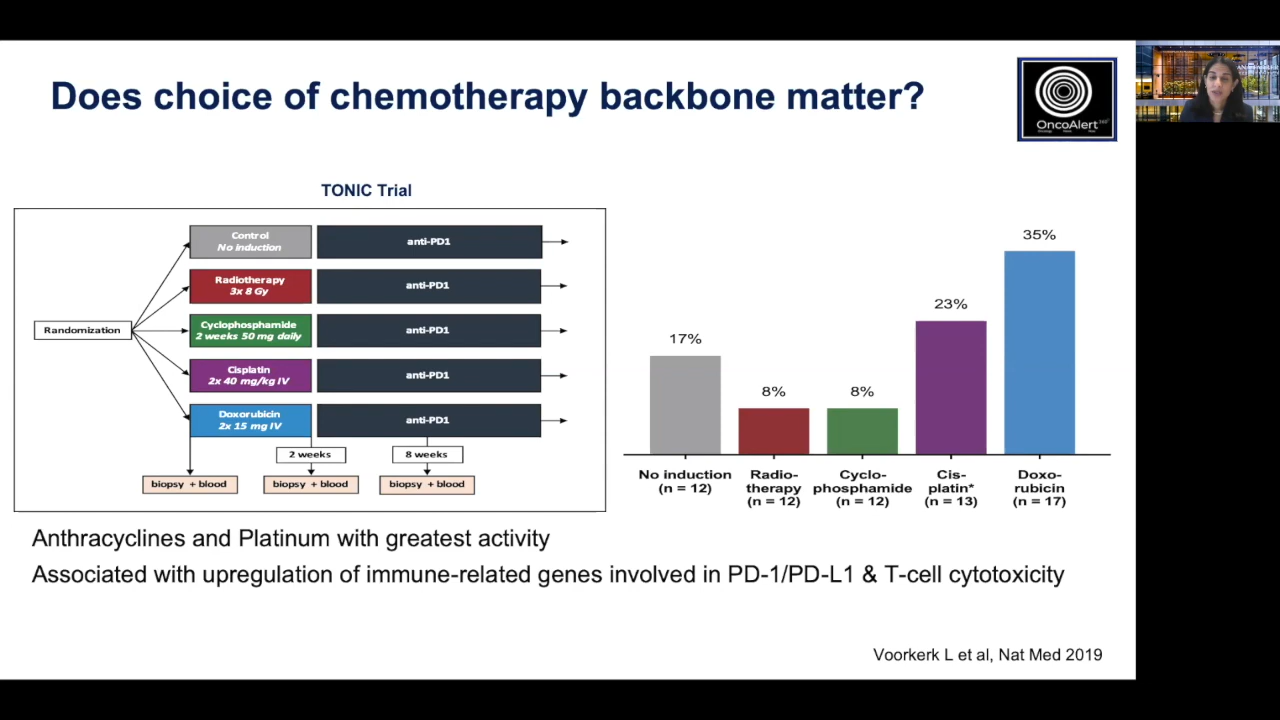 Does choice of chemotherapy backbone matter?
OncoAlert
TONIC Trial
Randomization
Control
No induction
anti-PD1
Radiotherapy
3x 8 Gy
anti-PD1
Cyclophosphamide
2 weeks 50 mg daily
anti-PD1
Cisplatin
2x 40 mg/kg IV
anti-PD1
Doxorubicin
2x 15 mg IV
anti-PD1
2 weeks
8 weeks
biopsy + blood
biopsy + blood
biopsy + blood
17%
8%
8%
23%
35%
No induction
(n = 12)
Radio-
therapy
(n = 12)
Cyclo-
phosphamide
(n = 12)
Cis-
platin*
(n = 13)
Doxo-
rubicin
(n = 17)
Anthracyclines and Platinum with greatest activity
Associated with upregulation of immune-related genes involved in PD-1/PD-L1 & T-cell cytotoxicity
Voorkerk L et al, Nat Med 2019